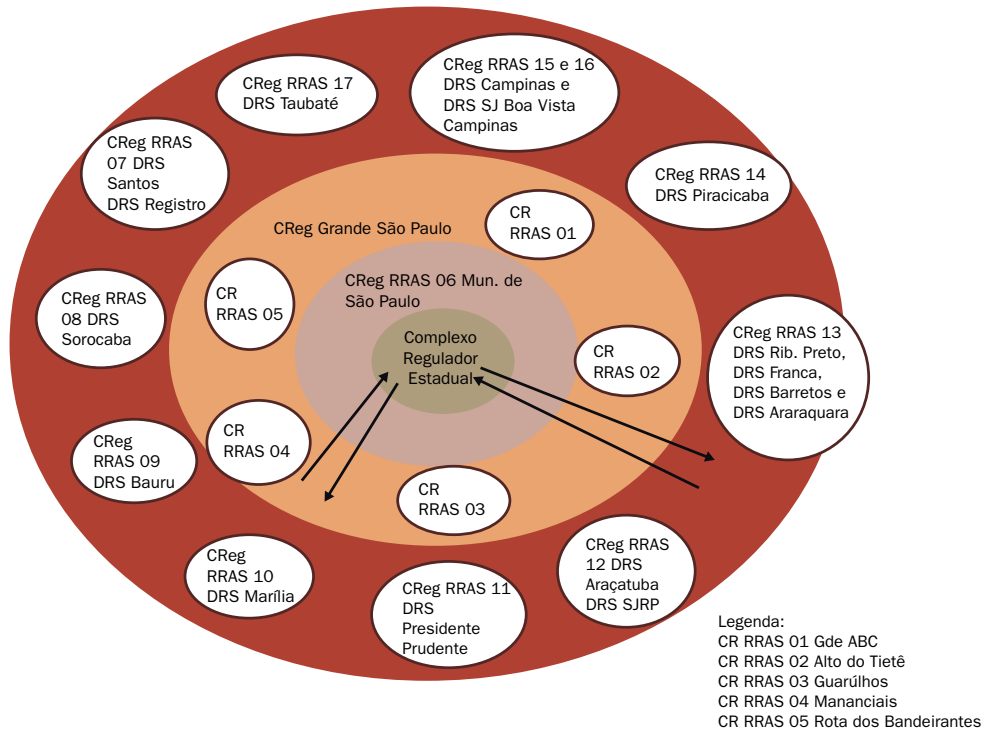 CReg RRAS 17
DRS Taubaté
CReg RRAS 15 e 16
DRS Campinas e
DRS SJ Boa Vista
Campinas
CReg RRAS
07 DRS
Santos
DRS Registro
CReg RRAS 14
DRS Piracicaba
CReg Grande São Paulo
CR
RRAS 01
CReg RRAS 06 Mun. de
São Paulo
CR
RRAS 05
CReg RRAS
08 DRS
Sorocaba
Complexo
Regulador
Estadual
CR
RRAS 02
CReg RRAS 13
DRS Rib. Preto,
DRS Franca,
DRS Barretos e
DRS Araraquara
CReg
RRAS 09
DRS Bauru
CR
RRAS 04
CR
RRAS 03
CReg
RRAS 10
DRS Marília
CReg RRAS 11
DRS
Presidente
Prudente
CReg RRAS
12 DRS
Araçatuba
DRS SJRP
Legenda:
CR RRAS 01 Gde ABC
CR RRAS 02 Alto do Tietê
CR RRAS 03 Guarúlhos
CR RRAS 04 Mananciais
CR RRAS 05 Rota dos Bandeirantes